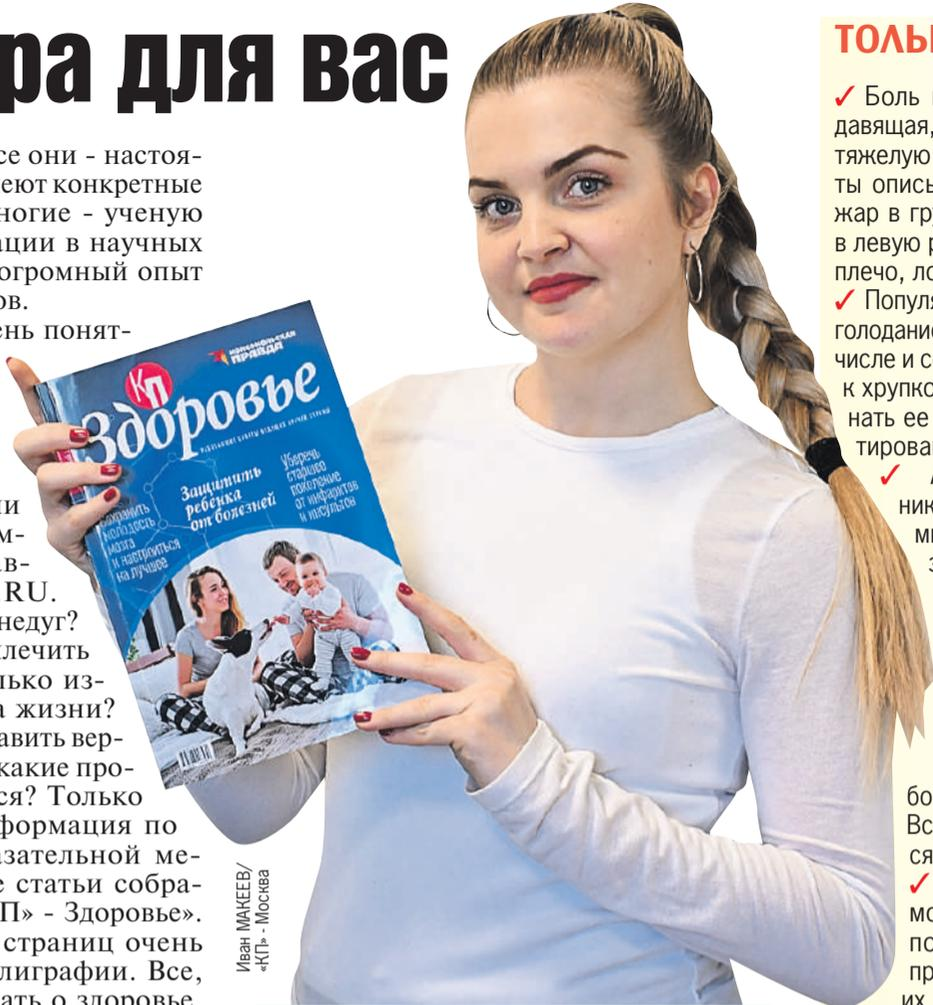 ра для вас
се они - настоя-
еют конкретные
ногие - ученую
ации в научных
огромный опыт
ов.
ень понят-
ии
м-
ав-
RU.
недуг?
лечить
лько из-
а жизни?
авить вер-
какие про-
ся? Только
формация по
азательной ме-
е статьи собра-
П» - Здоровье».
страниц очень
лиграфии. Все,
ать о здоровье
КОМСОМОЛЬСКАЯ
ПРАВДА
КП
Здоровье
Защитить
ребенка
от болезней
Уберечь
старшее
поколение
от инфарктов
и инсультов
Сохранить
молодость
мозга
и настроиться
на лучшее
Иван МАКЕЕВ/
«КП» - Москва
ТОЛЬ
✓ Боль
давящая,
тяжелую
ты описы
жар в гру
в левую р
плечо, ло
✓ Популя
голодание
числе и с
к хрупко
нать ее
тирова
✓
ник
м
з
бо
Вс
ся
✓
мо
по
пр
их